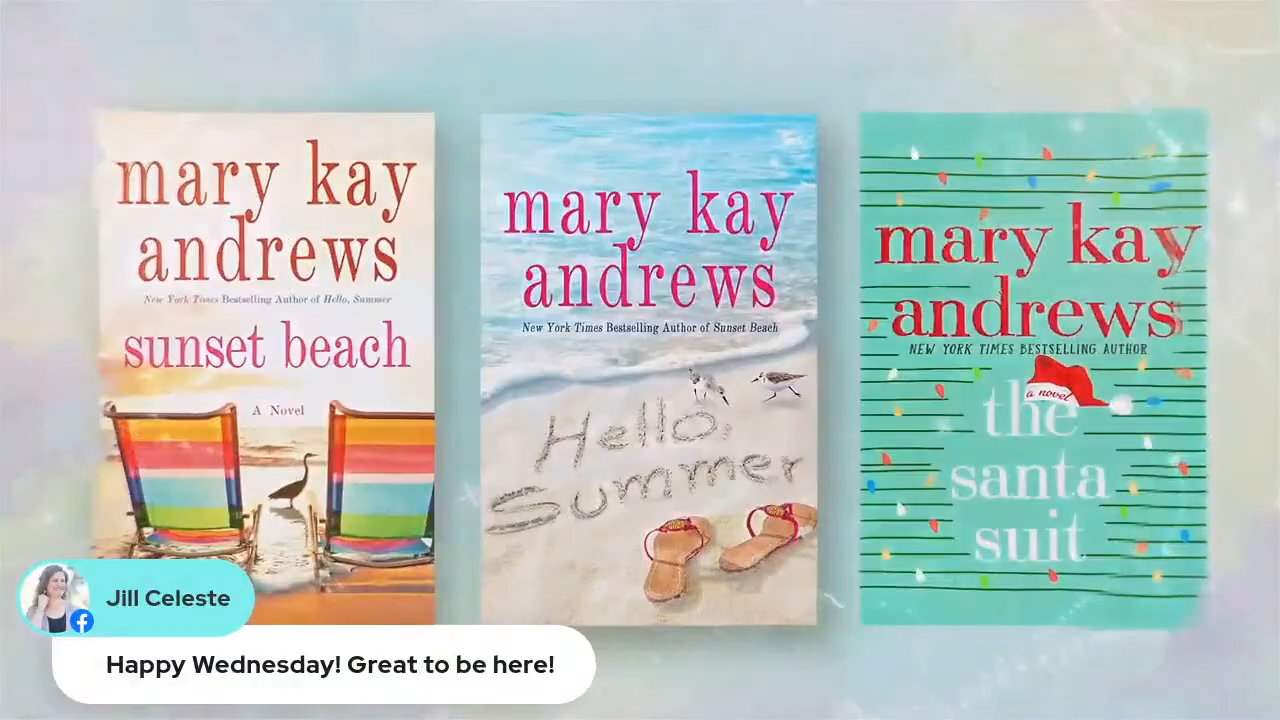 mary kay
andrews
New York Times Bestselling Author of Hello, Summer
sunset beach
A Novel
mary kay
andrews
New York Times Bestselling Author of Sunset Beach
Hello,
Summer
mary kay
andrews
NEW YORK TIMES BESTSELLING AUTHOR
a novel
the
santa
suit
Jill Celeste
Happy Wednesday! Great to be here!